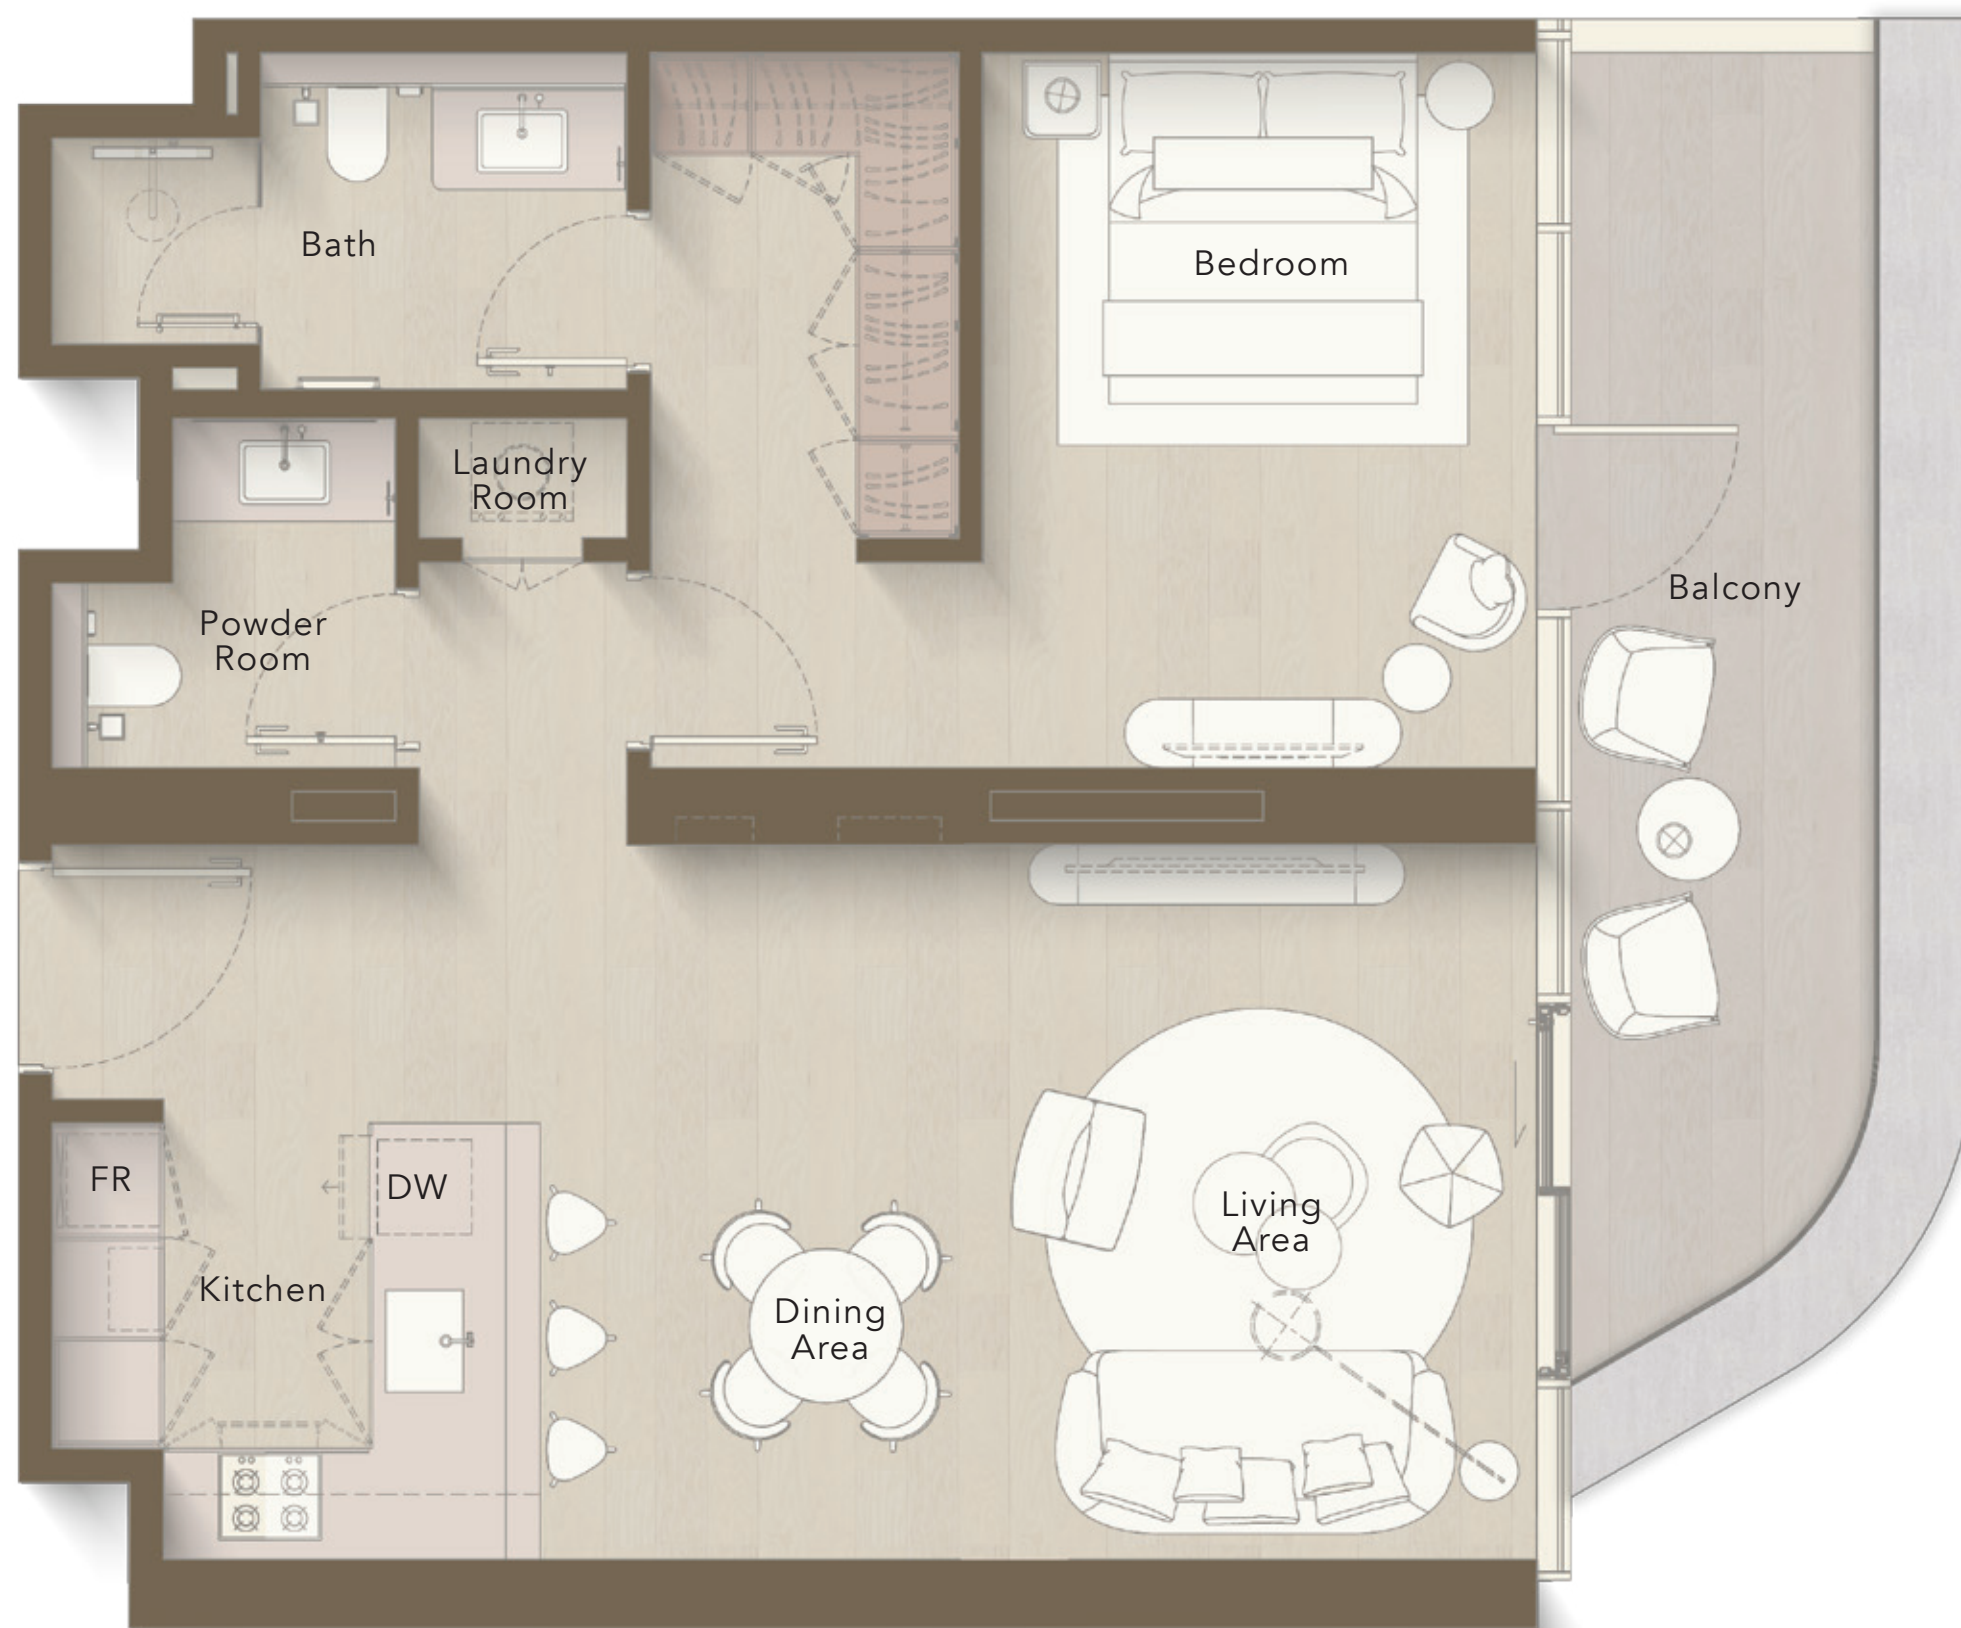 Bath
Bedroom
Laundry
Room
Balcony
Powder
Room
FR
DW
Living
Area
Kitchen
Dining
Area